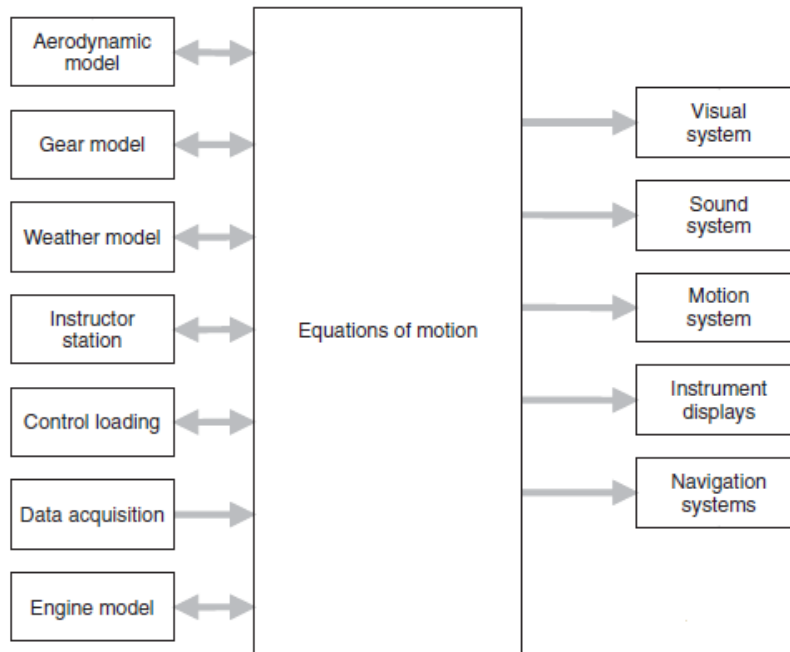 Aerodynamic
model
Gear model
Weather model
Instructor
station
Control loading
Data acquisition
Engine model
Equations of motion
Visual
system
Sound
system
Motion
system
Instrument
displays
Navigation
systems